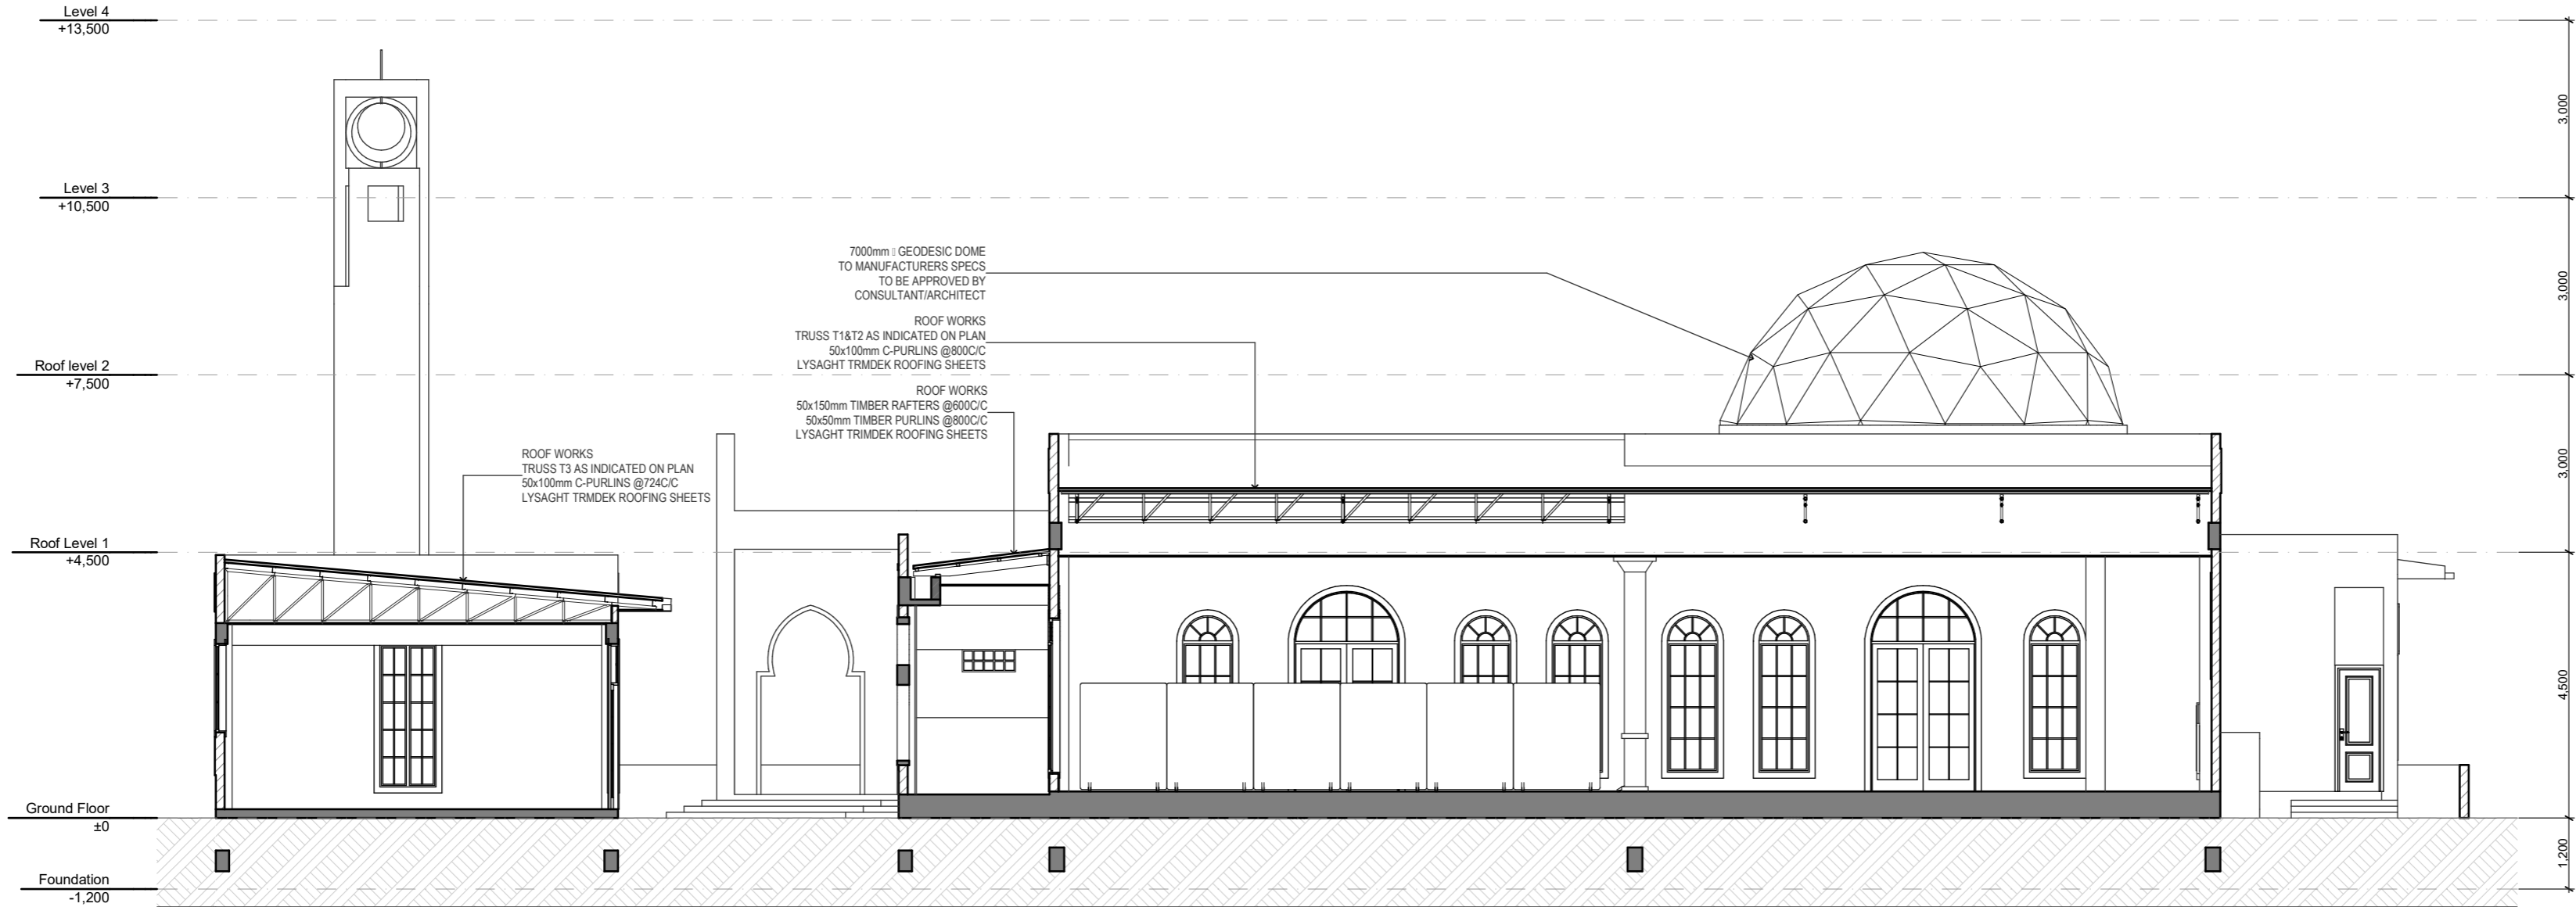 Level 4
+13,500
Level 3
+10,500
Roof level 2
+7,500
Roof Level 1
+4,500
Ground Floor
±0
Foundation
-1,200
7000mm ▯ GEODESIC DOME
TO MANUFACTURERS SPECS
TO BE APPROVED BY
CONSULTANT/ARCHITECT
ROOF WORKS
TRUSS T1&T2 AS INDICATED ON PLAN
50x100mm C-PURLINS @800C/C
LYSAGHT TRMDEK ROOFING SHEETS
ROOF WORKS
50x150mm TIMBER RAFTERS @600C/C
50x50mm TIMBER PURLINS @800C/C
LYSAGHT TRIMDEK ROOFING SHEETS
ROOF WORKS
TRUSS T3 AS INDICATED ON PLAN
50x100mm C-PURLINS @724C/C
LYSAGHT TRMDEK ROOFING SHEETS
3,000
3,000
3,000
4,500
1,200